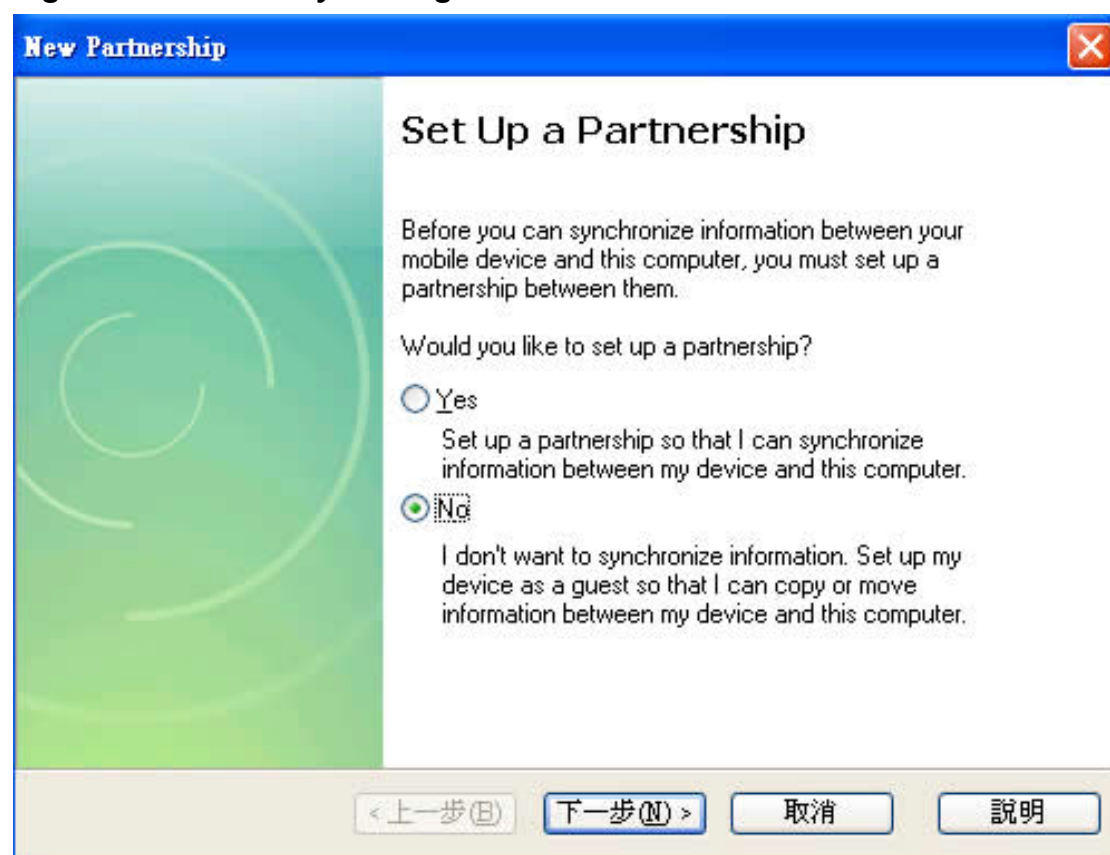 New Partnership
Set Up a Partnership
Before you can synchronize information between your
mobile device and this computer, you must set up a
partnership between them.
Would you like to set up a partnership?
Yes
Set up a partnership so that I can synchronize
information between my device and this computer.
No
I don't want to synchronize information. Set up my
device as a guest so that I can copy or move
information between my device and this computer.
<上一步(B) 下一步(N) > 取消 說明